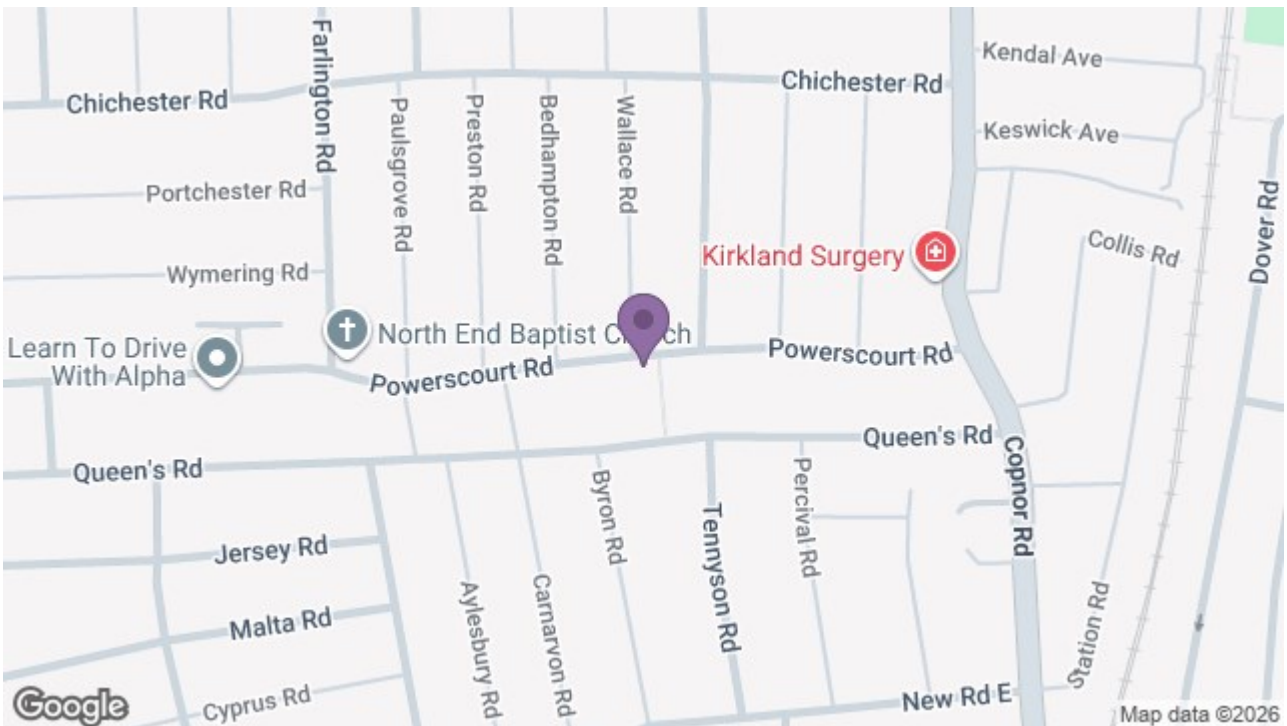 Farlington Rd
Kendal Ave
Chichester Rd
Chichester Rd
Keswick Ave
Paulsgrove Rd
Preston Rd
Bedhampton Rd
Wallace Rd
Portchester Rd
Dover Rd
Collis Rd
Kirkland Surgery
Wymering Rd
North End Baptist Church
Learn To Drive
With Alpha
Powerscourt Rd
Powerscourt Rd
Queen's Rd
Queen's Rd
Copnor Rd
Byron Rd
Percival Rd
Tennyson Rd
Jersey Rd
Aylesbury Rd
Carnarvon Rd
Malta Rd
Station Rd
Cyprus Rd
New Rd E
Google
Map data ©2026